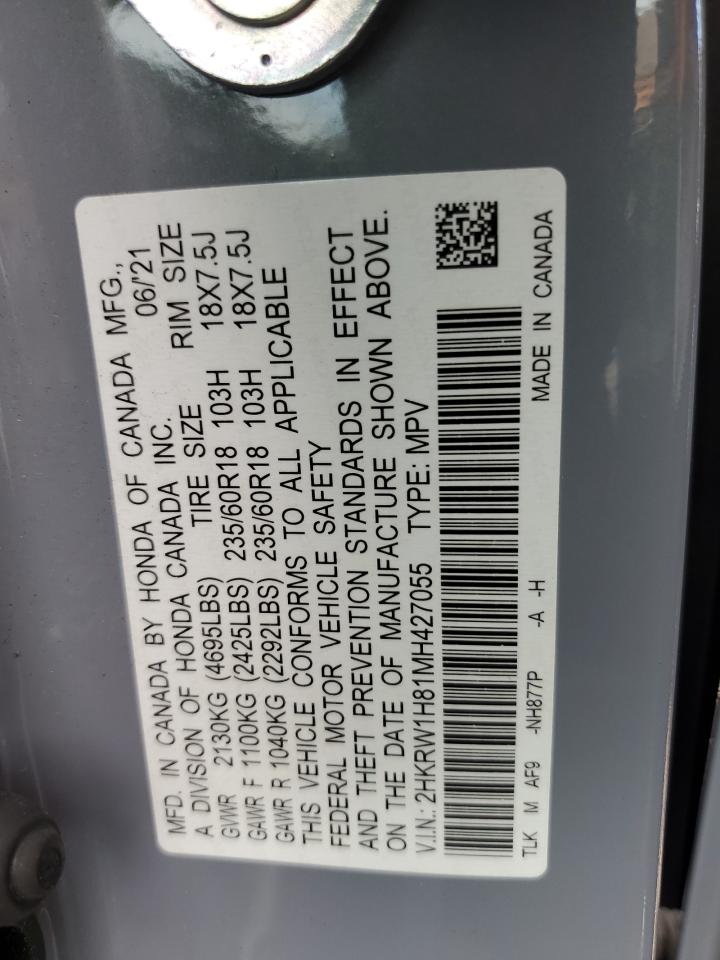 MFD. IN CANADA BY HONDA OF CANADA MFG.,
A DIVISION OF HONDA CANADA INC. 06/'21
TIRE SIZE RIM SIZE
GVWR 2130KG (4695LBS)
GAWR F 1100KG (2425LBS) 235/60R18 103H 18X7.5J
GAWR R 1040KG (2292LBS) 235/60R18 103H 18X7.5J
THIS VEHICLE CONFORMS TO ALL APPLICABLE
FEDERAL MOTOR VEHICLE SAFETY
AND THEFT PREVENTION STANDARDS IN EFFECT
ON THE DATE OF MANUFACTURE SHOWN ABOVE.
V.I.N.: 2HKRW1H81MH427055 TYPE: MPV
TLK M AF9 -NH877P -A -H MADE IN CANADA